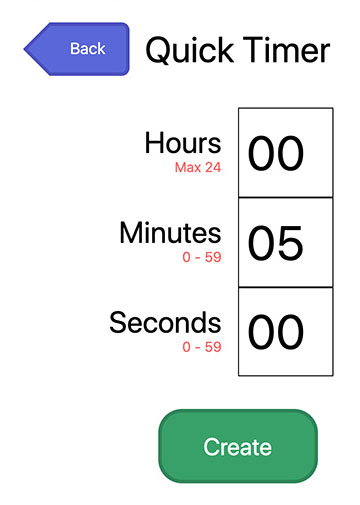 Back Quick Timer
Hours 00
Max 24
Minutes 05
0 - 59
Seconds 00
0 - 59
Create